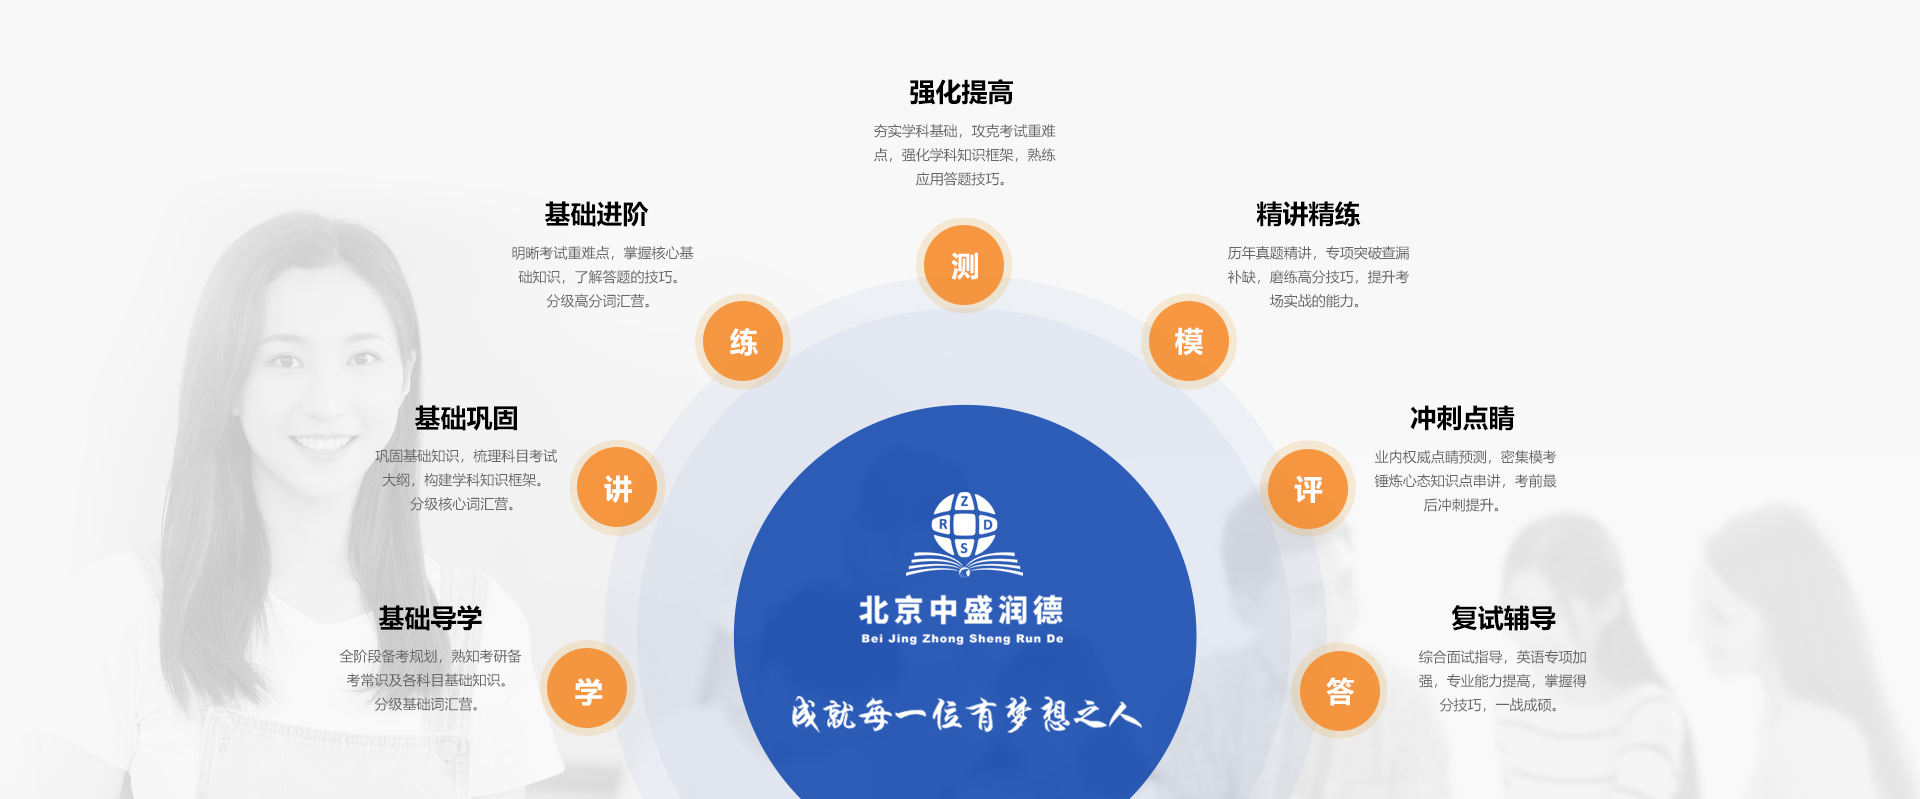 强化提高
夯实学科基础，攻克考试重难
点，强化学科知识框架，熟练
应用答题技巧。
测
基础进阶
明晰考试重难点，掌握核心基
础知识，了解答题的技巧。
分级高分词汇营。
练
精讲精练
历年真题精讲，专项突破查漏
补缺，磨练高分技巧，提升考
场实战的能力。
模
基础巩固
巩固基础知识，梳理科目考试
大纲，构建学科知识框架。
分级核心词汇营。
讲
冲刺点睛
业内权威点睛预测，密集模考
锤炼心态知识点串讲，考前最
后冲刺提升。
评
基础导学
全阶段备考规划，熟知考研备
考常识及各科目基础知识。
分级基础词汇营。
学
复试辅导
综合面试指导，英语专项加
强，专业能力提高，掌握得
分技巧，一战成硕。
答
Z
R D
S
北京中盛润德
Bei Jing Zhong Sheng Run De
成就每一位有梦想之人